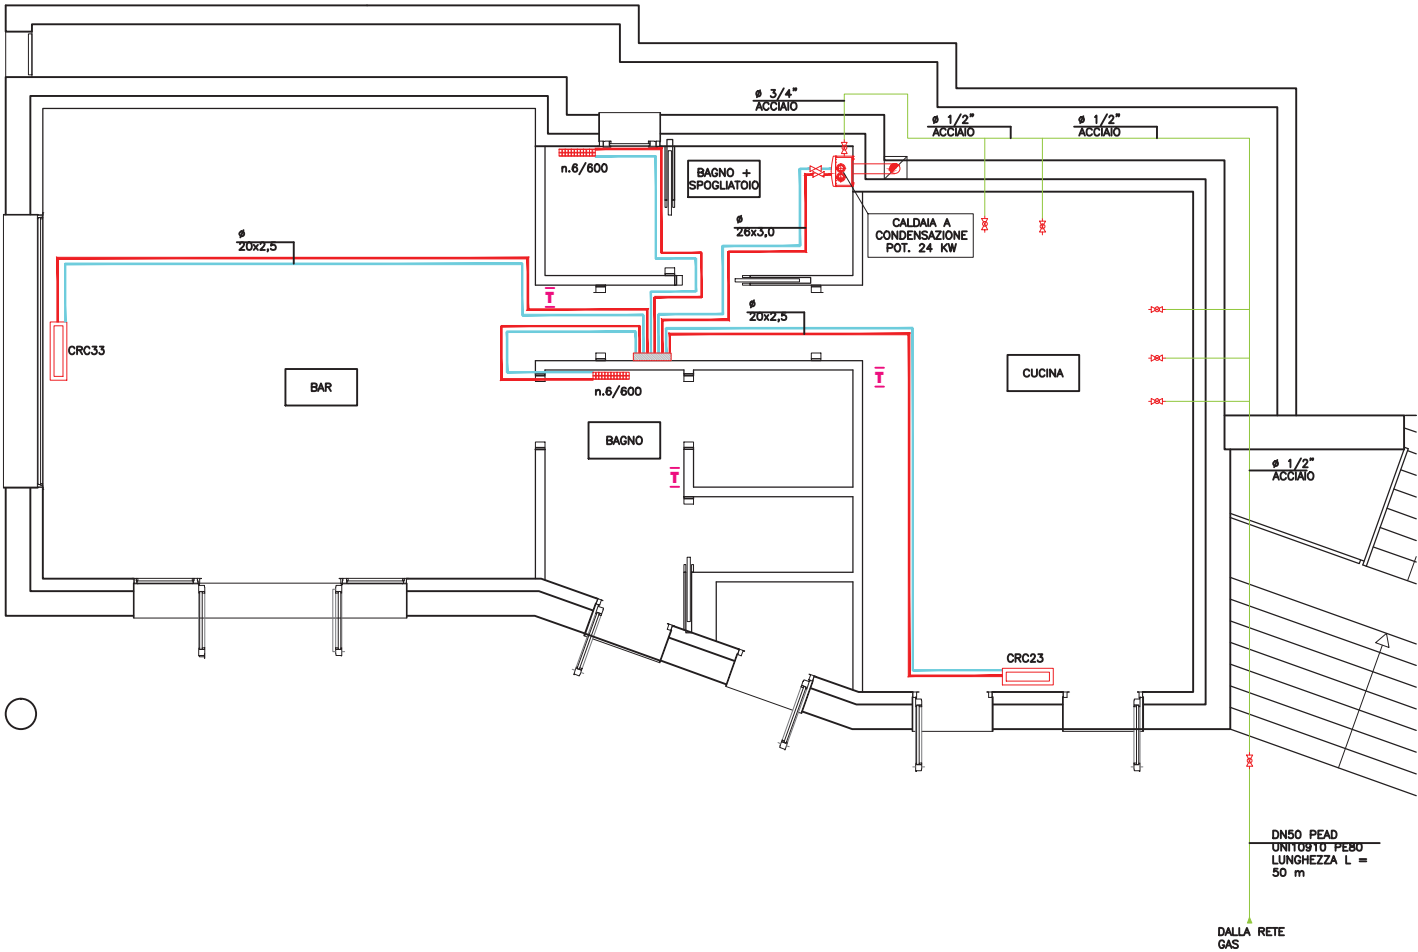 ø 3/4"
ACCIAIO
ø 1/2"
ACCIAIO
ø 1/2"
ACCIAIO
n.6/600
BAGNO +
SPOGLIATOIO
ø
26x3,0
CALDAIA A
CONDENSAZIONE
POT. 24 KW
ø
20x2,5
T
ø
20x2,5
CRC33
BAR
n.6/600
T
CUCINA
BAGNO
T
ø 1/2"
ACCIAIO
CRC23
DN50 PEAD
UNI10910 PE80
LUNGHEZZA L =
50 m
DALLA RETE
GAS